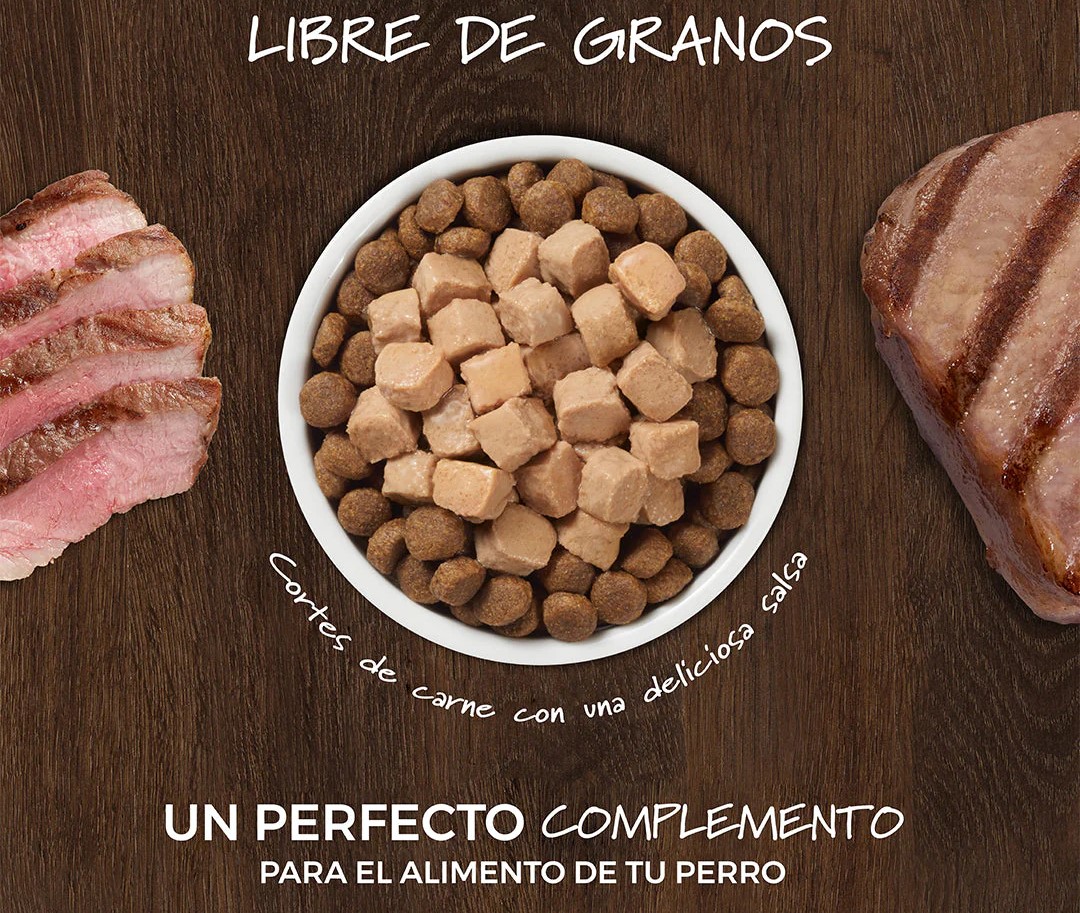 LIBRE DE GRANOS
Cortes de carne con una deliciosa salsa
UN PERFECTO COMPLEMENTO
PARA EL ALIMENTO DE TU PERRO